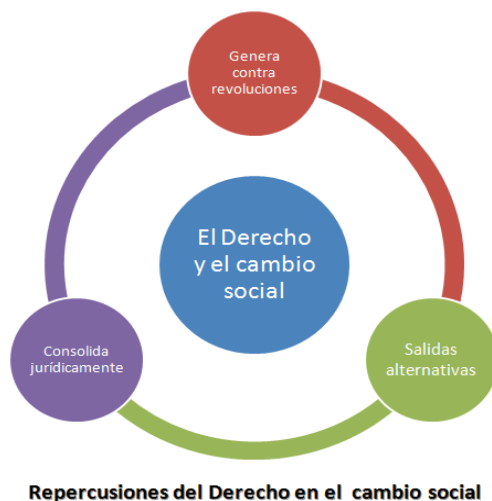 Genera
contra
revoluciones
El Derecho
y el cambio
social
Consolida
jurídicamente
Salidas
alternativas
Repercusiones del Derecho en el cambio social